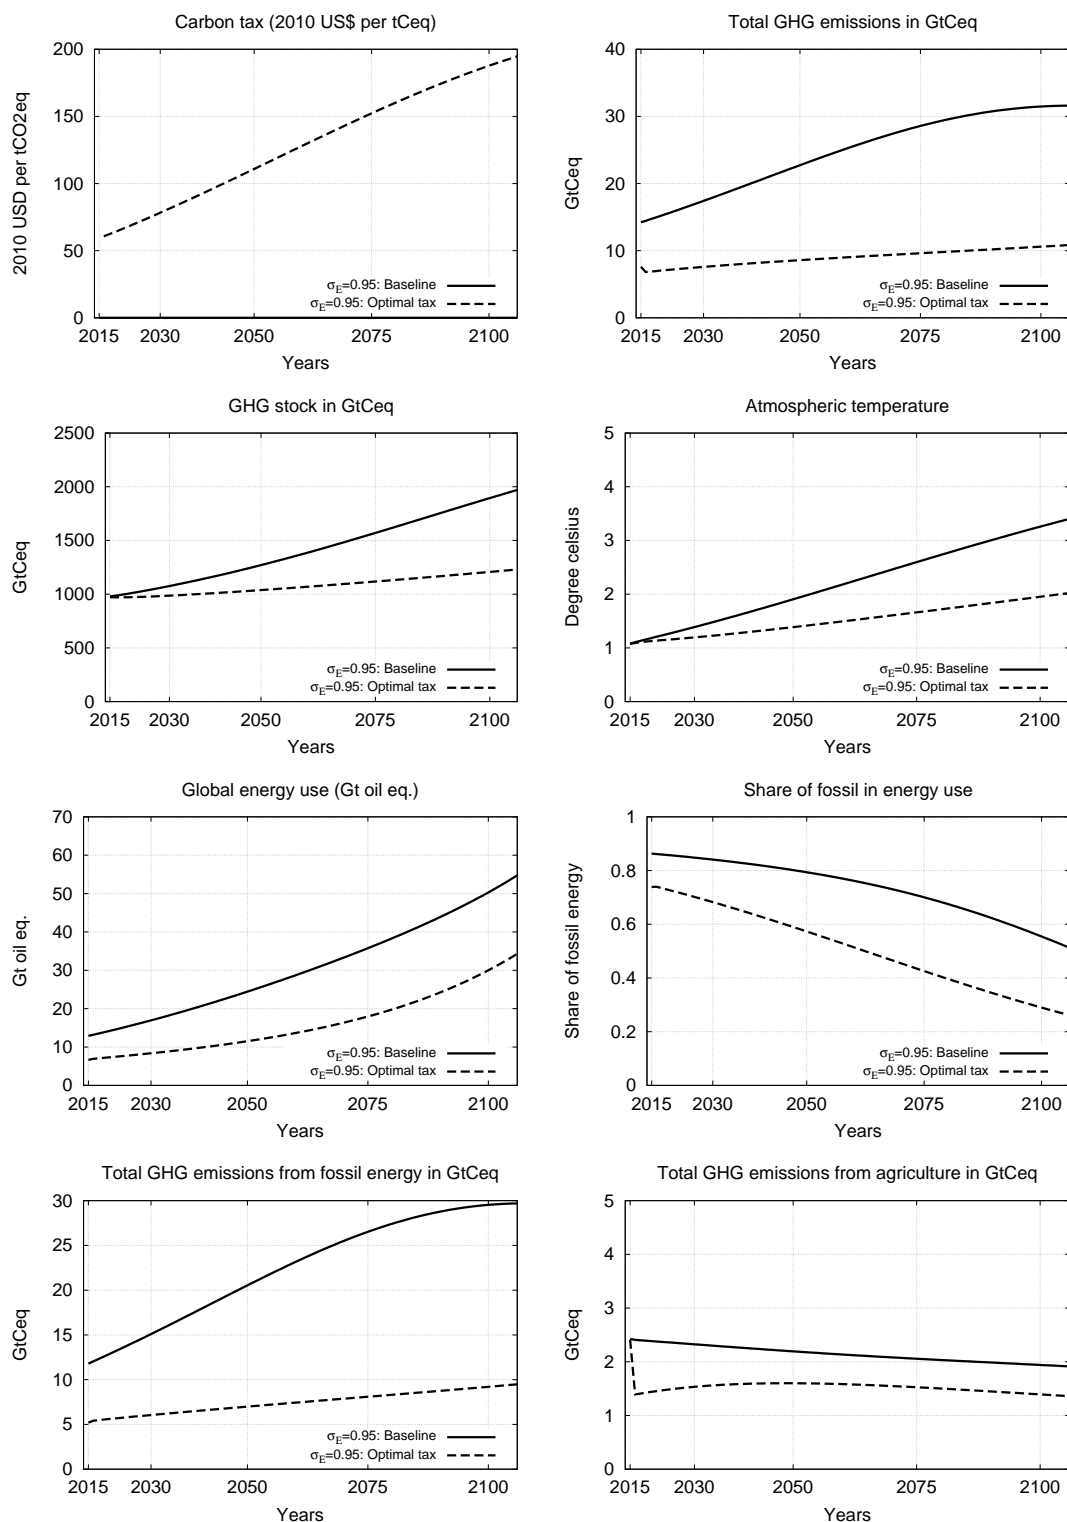 Carbon tax (2010 US$ per tCeq)
200
150
100
50
0
2010 USD per tCO2eq
σE=0.95: Baseline
σE=0.95: Optimal tax
2015 2030 2050 2075 2100
Years
Total GHG emissions in GtCeq
40
30
20
10
0
GtCeq
σE=0.95: Baseline
σE=0.95: Optimal tax
2015 2030 2050 2075 2100
Years
GHG stock in GtCeq
2500
2000
1500
1000
500
0
GtCeq
σE=0.95: Baseline
σE=0.95: Optimal tax
2015 2030 2050 2075 2100
Years
Atmospheric temperature
5
4
3
2
1
0
Degree celsius
σE=0.95: Baseline
σE=0.95: Optimal tax
2015 2030 2050 2075 2100
Years
Global energy use (Gt oil eq.)
70
60
50
40
30
20
10
0
Gt oil eq.
σE=0.95: Baseline
σE=0.95: Optimal tax
2015 2030 2050 2075 2100
Years
Share of fossil in energy use
1
0.8
0.6
0.4
0.2
0
Share of fossil energy
σE=0.95: Baseline
σE=0.95: Optimal tax
2015 2030 2050 2075 2100
Years
Total GHG emissions from fossil energy in GtCeq
30
25
20
15
10
5
0
GtCeq
σE=0.95: Baseline
σE=0.95: Optimal tax
2015 2030 2050 2075 2100
Years
Total GHG emissions from agriculture in GtCeq
5
4
3
2
1
0
GtCeq
σE=0.95: Baseline
σE=0.95: Optimal tax
2015 2030 2050 2075 2100
Years